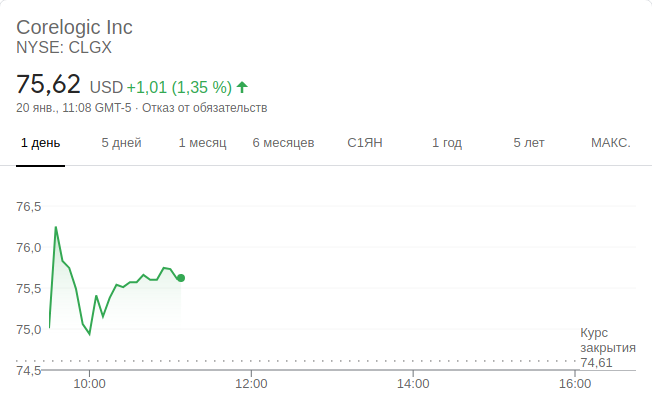 Corelogic Inc
NYSE: CLGX
75,62 USD +1,01 (1,35 %)
20 янв., 11:08 GMT-5 · Отказ от обязательств
1 день 5 дней 1 месяц 6 месяцев С1ЯН 1 год 5 лет МАКС.
76,5
76,0
75,5
75,0
Курс
закрытия
74,61
74,5
10:00 12:00 14:00 16:00